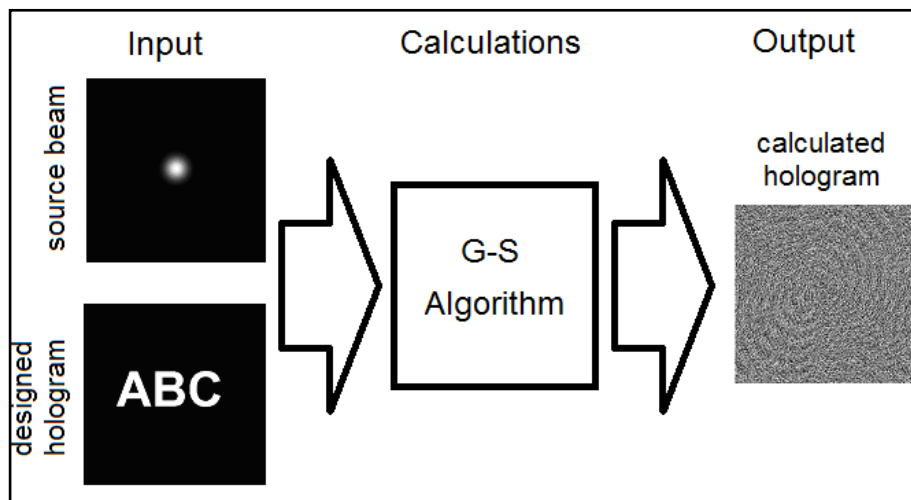 Input
Calculations
Output
source beam
designed
hologram
ABC
G-S
Algorithm
calculated
hologram